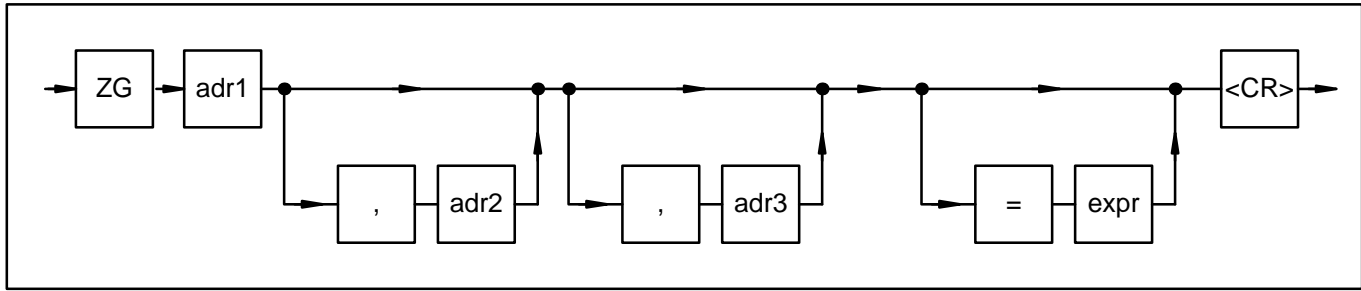 ZG adr1 <CR>
, adr2 , adr3 = expr